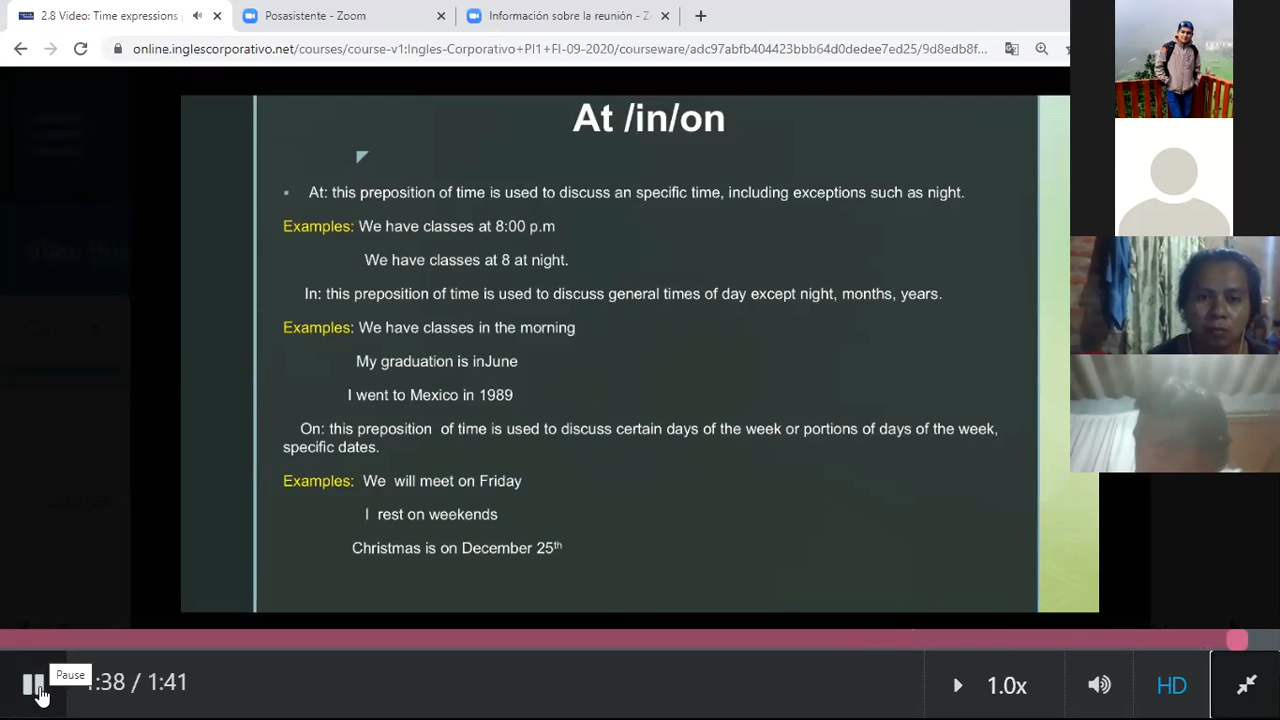 2.8 Video: Time expressions
Posasistente - Zoom
Información sobre la reunión - Z
online.inglescorporativo.net/courses/course-v1:Ingles-Corporativo+PI1+FI-09-2020/courseware/adc97abfb404423bbb64d0dedee7ed25/9d8edb8f...
At /in/on
▪ At: this preposition of time is used to discuss an specific time, including exceptions such as night.
Examples: We have classes at 8:00 p.m
We have classes at 8 at night.
In: this preposition of time is used to discuss general times of day except night, months, years.
Examples: We have classes in the morning
My graduation is inJune
I went to Mexico in 1989
On: this preposition of time is used to discuss certain days of the week or portions of days of the week,
specific dates.
Examples: We will meet on Friday
I rest on weekends
Christmas is on December 25th
Pause
1:38 / 1:41
1.0x
HD